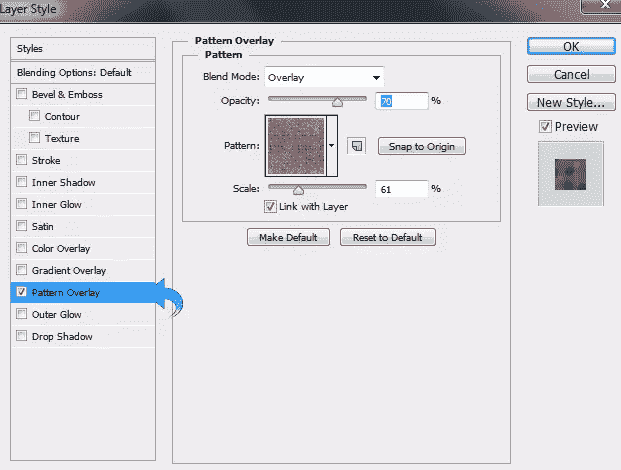 Layer Style
Styles
Blending Options: Default
Bevel & Emboss
Contour
Texture
Stroke
Inner Shadow
Inner Glow
Satin
Color Overlay
Gradient Overlay
Pattern Overlay
Outer Glow
Drop Shadow
Pattern Overlay
Pattern
Blend Mode: Overlay
Opacity: 70 %
Pattern: Snap to Origin
Scale: 61 %
Link with Layer
Make Default Reset to Default
OK
Cancel
New Style...
Preview